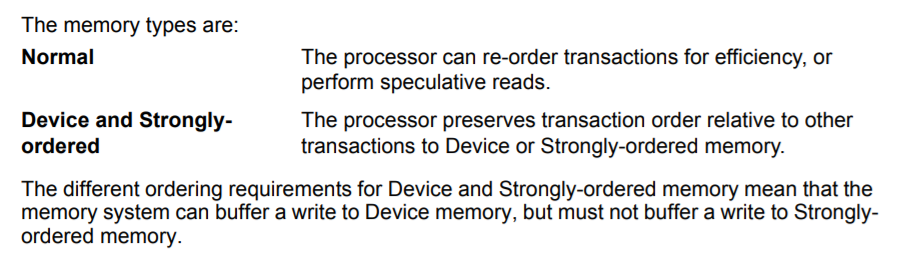 The memory types are:
Normal The processor can re-order transactions for efficiency, or
perform speculative reads.
Device and Strongly- The processor preserves transaction order relative to other
ordered transactions to Device or Strongly-ordered memory.
The different ordering requirements for Device and Strongly-ordered memory mean that the
memory system can buffer a write to Device memory, but must not buffer a write to Strongly-
ordered memory.